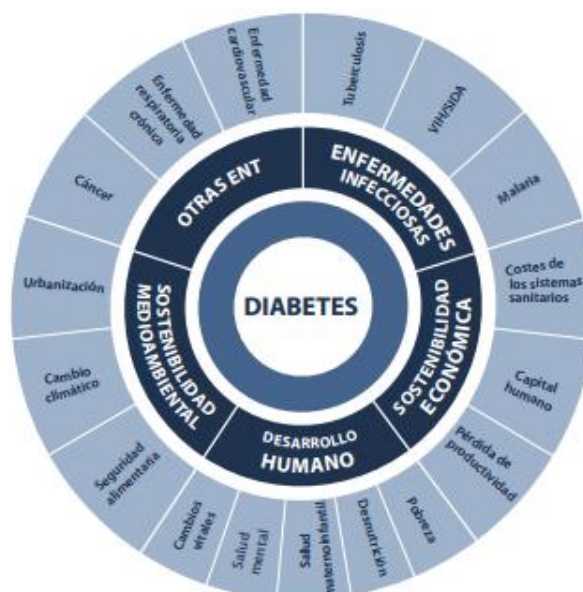 DIABETES
OTRAS ENT
ENFERMEDADES
INFECCIOSAS
SOSTENIBILIDAD
ECONÓMICA
DESARROLLO
HUMANO
SOSTENIBILIDAD
MEDIOAMBIENTAL
Enfermedad
cardiovascular
Tuberculosis
VIH/SIDA
Malaria
Costes de
los sistemas
sanitarios
Capital
humano
Pérdida de
productividad
Pobreza
Desnutrición
Salud
maternoinfantil
Salud
mental
Cambios
vitales
Seguridad
alimentaria
Cambio
climático
Urbanización
Cáncer
Enfermedad
respiratoria
crónica